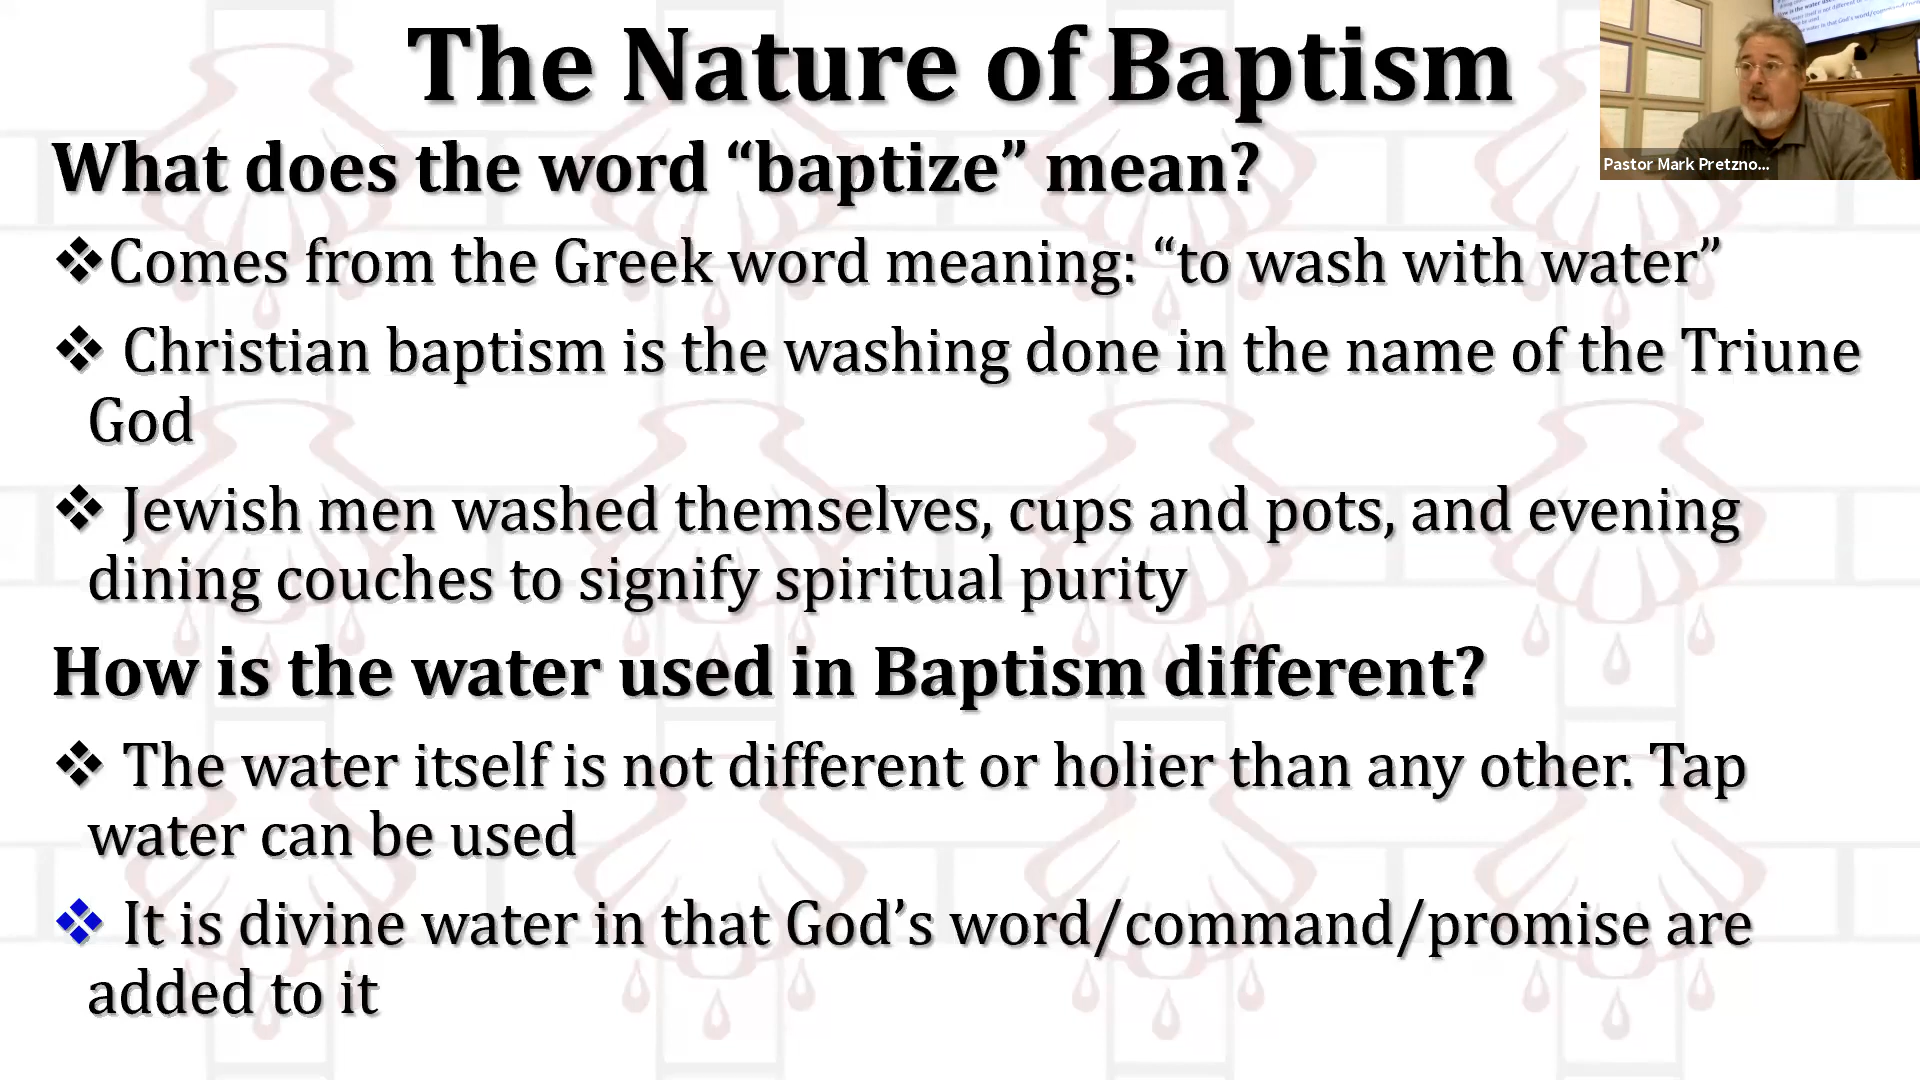 The Nature of Baptism
Pastor Mark Pretzno...
What does the word “baptize” mean?
❖Comes from the Greek word meaning: “to wash with water”
❖ Christian baptism is the washing done in the name of the Triune
God
❖ Jewish men washed themselves, cups and pots, and evening
dining couches to signify spiritual purity
How is the water used in Baptism different?
❖ The water itself is not different or holier than any other. Tap
water can be used
❖ It is divine water in that God’s word/command/promise are
added to it